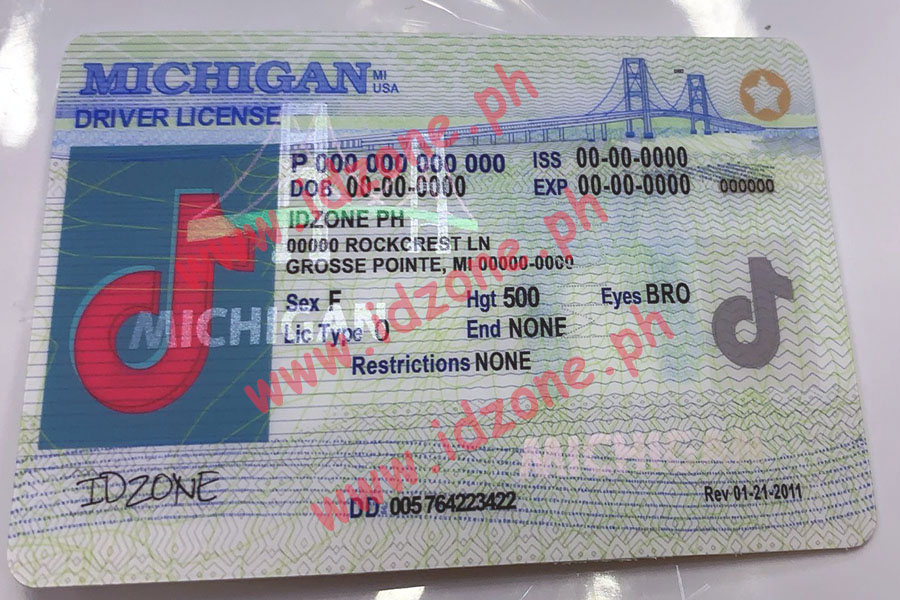 MICHIGAN MI
USA
DRIVER LICENSE
P 000 000 000 000 ISS 00-00-0000
DOB 00-00-0000 EXP 00-00-0000 000000
IDZONE PH
00000 ROCKCREST LN
GROSSE POINTE, MI 00000-0000
Sex F Hgt 500 Eyes BRO
Lic Type O End NONE
MICHIGAN
Restrictions NONE
MICHIGAN
IDZONE
DD 005 764223422
Rev 01-21-2011
www.idzone.ph
www.idzone.ph
www.idzone.ph